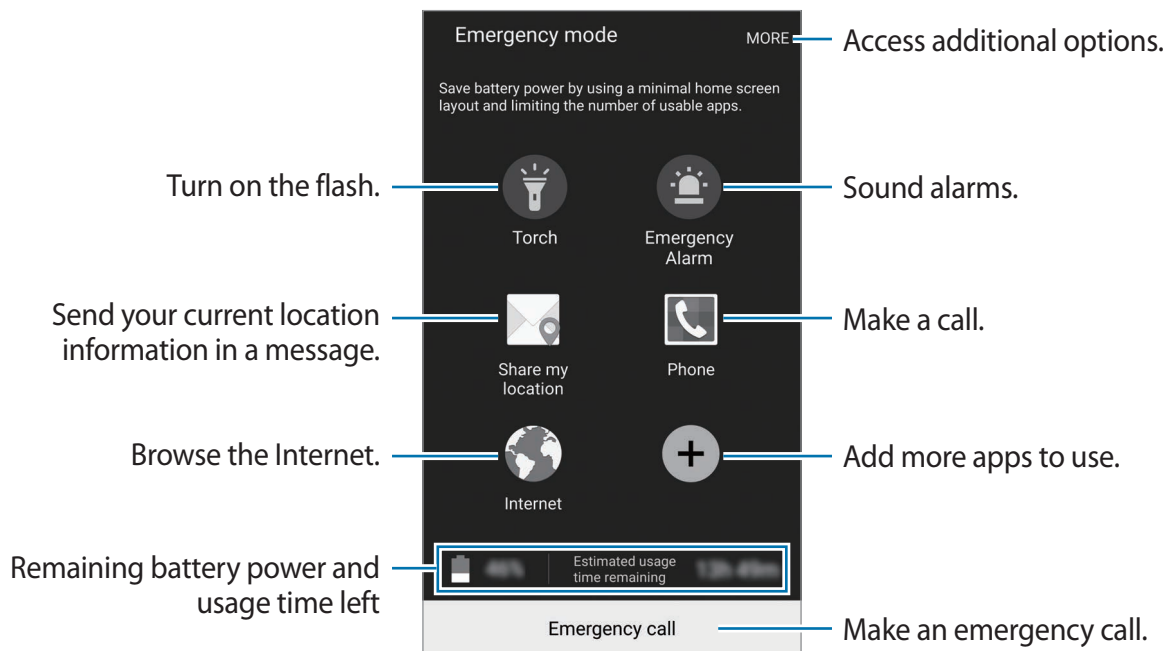 Emergency mode
MORE
Access additional options.
Save battery power by using a minimal home screen
layout and limiting the number of usable apps.
Turn on the flash.
Torch
Emergency
Alarm
Sound alarms.
Send your current location
information in a message.
Share my
location
Phone
Make a call.
Browse the Internet.
Internet
Add more apps to use.
Remaining battery power and
usage time left
Estimated usage
time remaining
Emergency call
Make an emergency call.